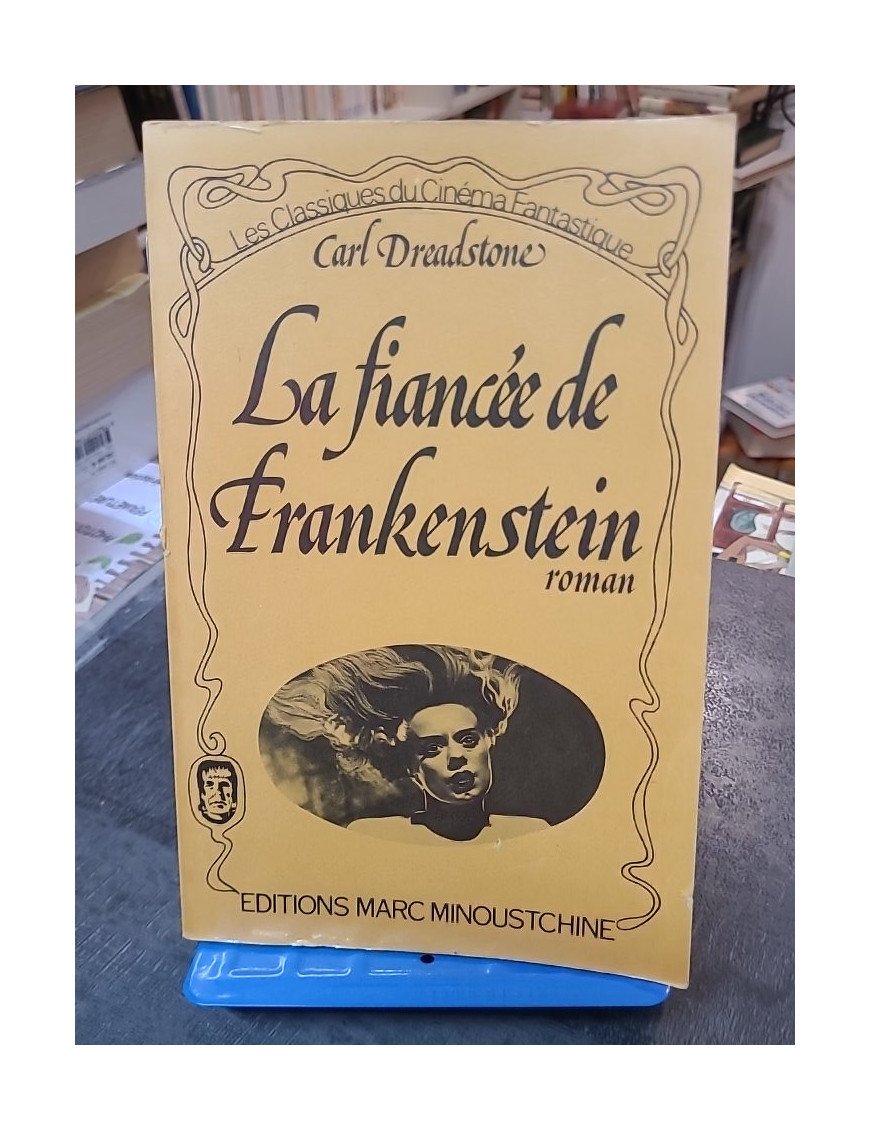 Les Classiques du Cinéma Fantastique
Carl Dreadstone
La fiancée de
Frankenstein
roman
EDITIONS MARC MINOUSTCHINE